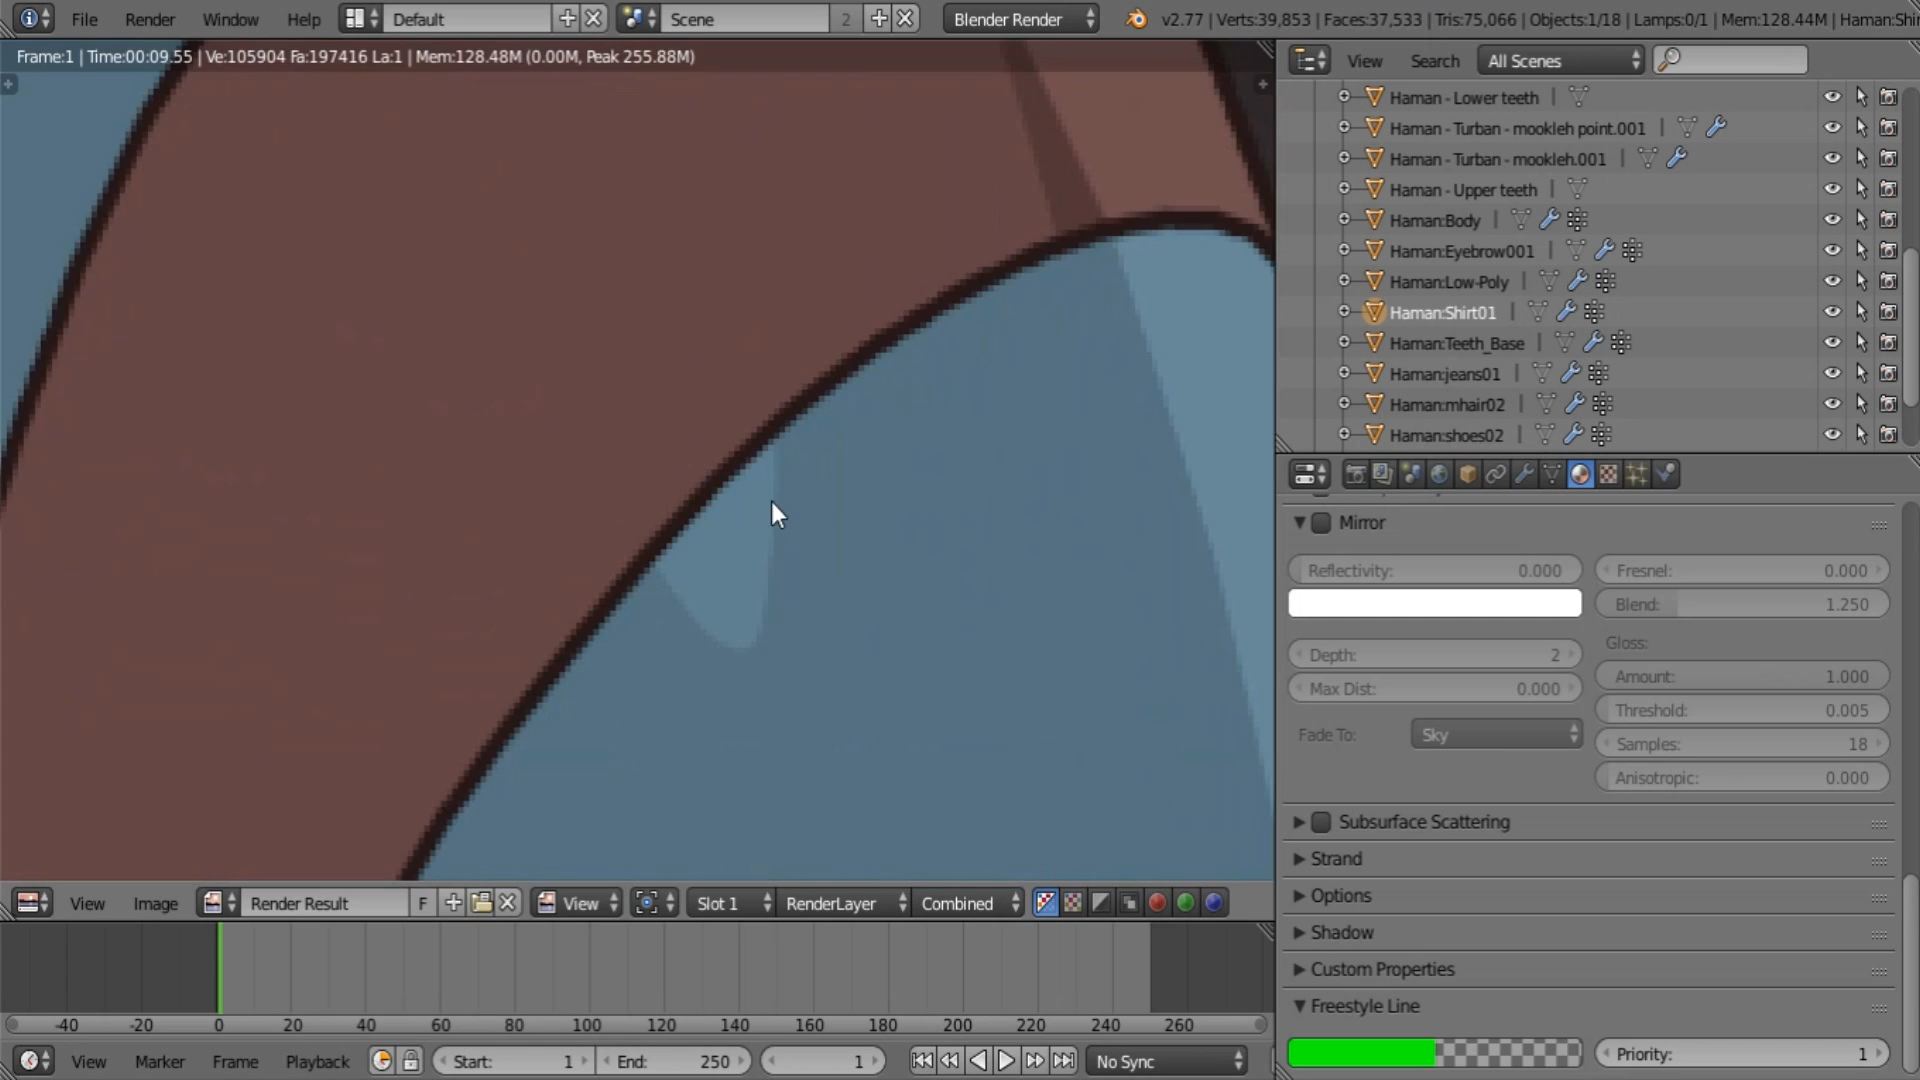 File Render Window Help Default Scene 2 Blender Render v2.77 | Verts:39,853 | Faces:37,533 | Tris:75,066 | Objects:1/18 | Lamps:0/1 | Mem:128.44M | Haman:Shi
Frame:1 | Time:00:09.55 | Ve:105904 Fa:197416 La:1 | Mem:128.48M (0.00M, Peak 255.88M)
View Search All Scenes
Haman - Lower teeth
Haman - Turban - mookleh point.001
Haman - Turban - mookleh.001
Haman - Upper teeth
Haman:Body
Haman:Eyebrow001
Haman:Low-Poly
Haman:Shirt01
Haman:Teeth_Base
Haman:jeans01
Haman:mhair02
Haman:shoes02
Mirror
Reflectivity: 0.000 Fresnel: 0.000
Blend: 1.250
Gloss:
Depth: 2
Amount: 1.000
Max Dist: 0.000
Threshold: 0.005
Fade To: Sky
Samples: 18
Anisotropic: 0.000
Subsurface Scattering
Strand
Options
Shadow
Custom Properties
Freestyle Line
Priority: 1
View Image Render Result F View Slot 1 RenderLayer Combined
-40 -20 0 20 40 60 80 100 120 140 160 180 200 220 240 260
View Marker Frame Playback Start: 1 End: 250 1 No Sync